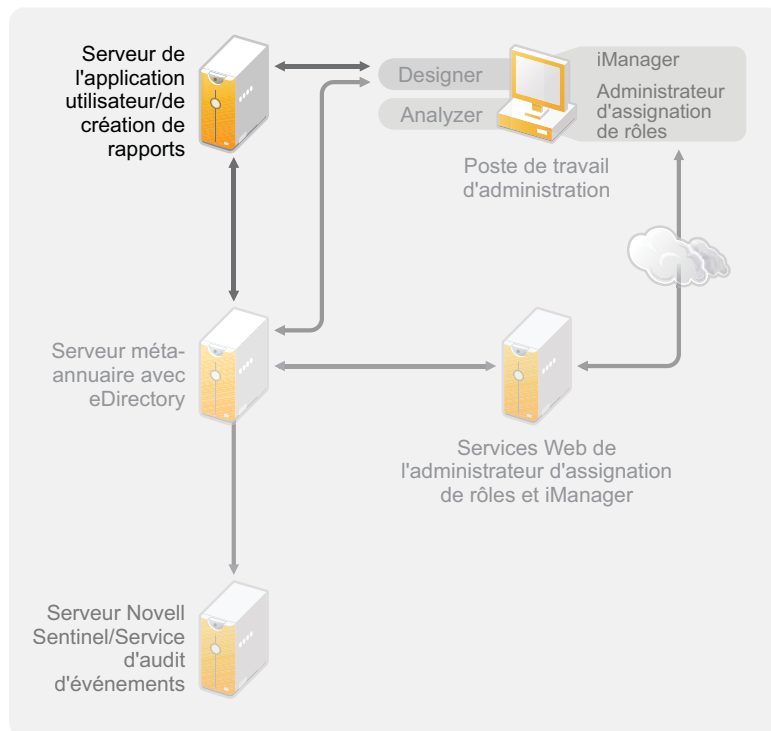 Serveur de
l'application
utilisateur/de
création de
rapports
Designer
Analyzer
iManager
Administrateur
d'assignation
de rôles
Poste de travail
d'administration
Serveur méta-
annuaire avec
eDirectory
Services Web de
l'administrateur d'assignation
de rôles et iManager
Serveur Novell
Sentinel/Service
d'audit
d'événements